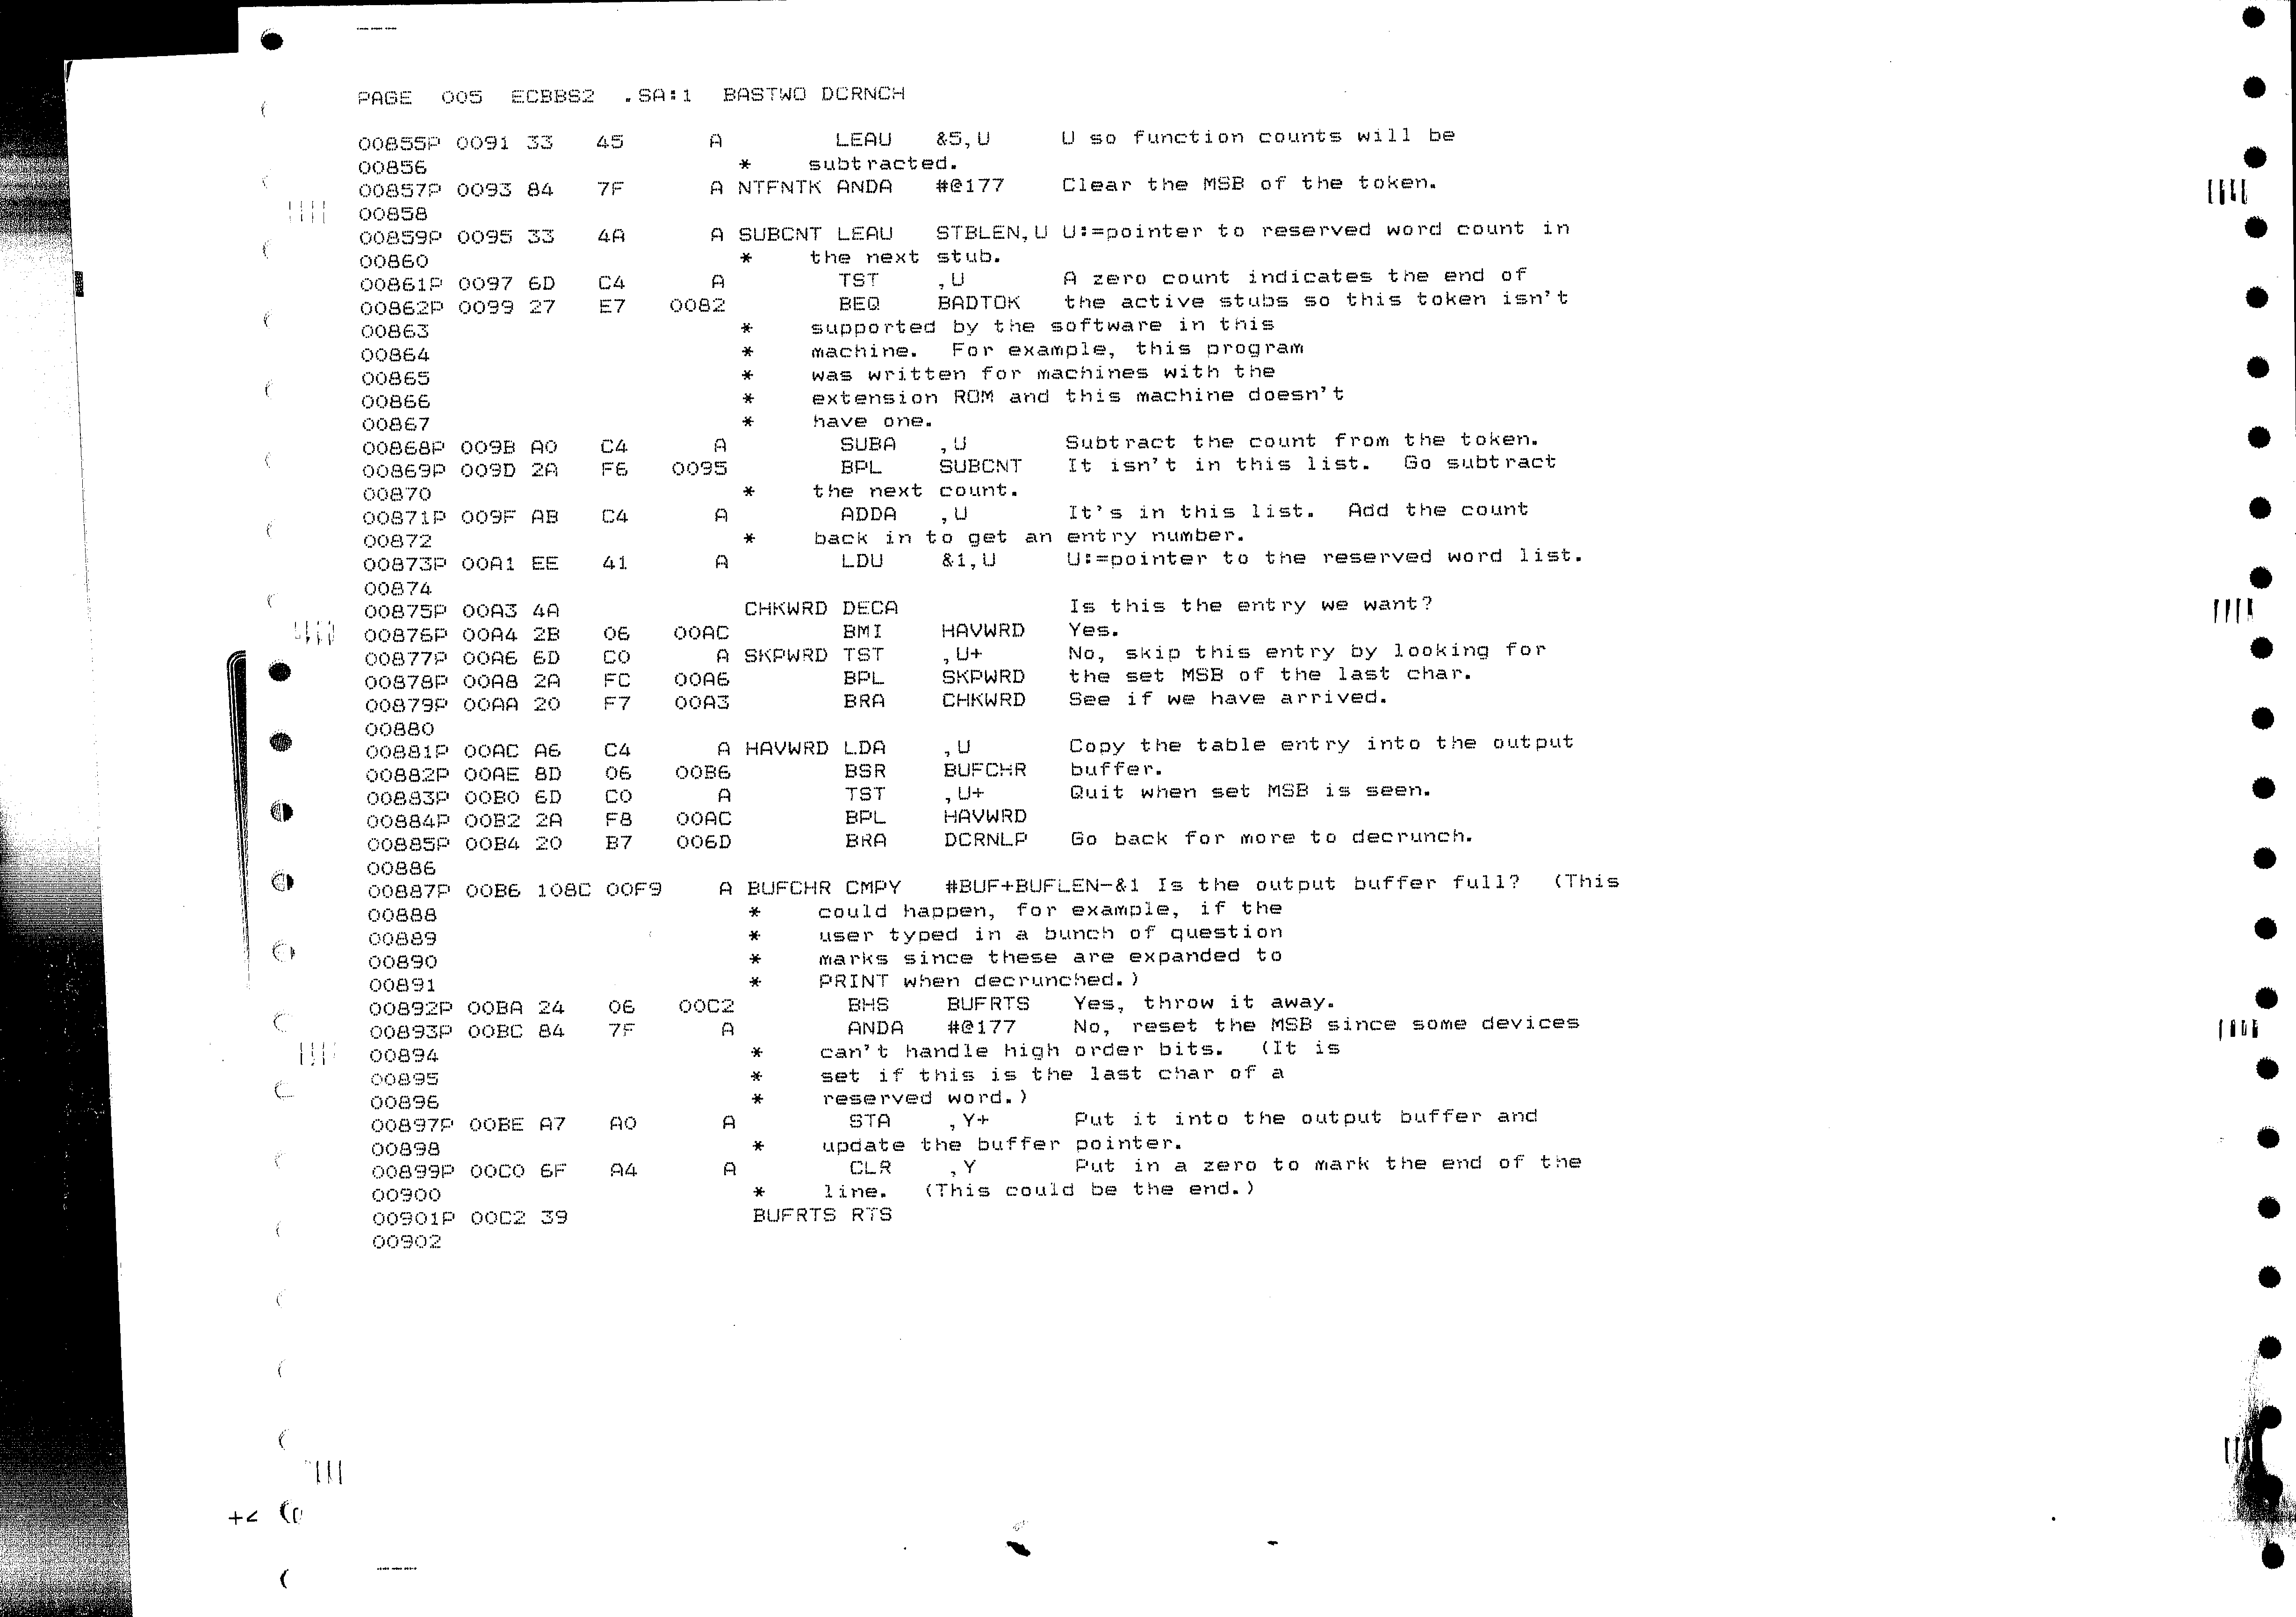 PAGE  005  ECBBS2  .SA:1  BASTWO DCRNCH
00855P 0091 33   45      A        LEAU   &5,U     U so function counts will be
00856                      *    subtracted.
00857P 0093 84   7F      A NTFNTK ANDA   #@177    Clear the MSB of the token.
00858
00859P 0095 33   4A      A SUBCNT LEAU   STBLEN,U U:=pointer to reserved word count in
00860                      *    the next stub.
00861P 0097 6D   C4      A        TST    ,U       A zero count indicates the end of
00862P 0099 27   E7   0082        BEQ    BADTOK   the active stubs so this token isn't
00863                      *    supported by the software in this
00864                      *    machine.  For example, this program
00865                      *    was written for machines with the
00866                      *    extension ROM and this machine doesn't
00867                      *    have one.
00868P 009B A0   C4      A        SUBA   ,U       Subtract the count from the token.
00869P 009D 2A   F6   0095        BPL    SUBCNT   It isn't in this list.  Go subtract
00870                      *    the next count.
00871P 009F AB   C4      A        ADDA   ,U       It's in this list.  Add the count
00872                      *    back in to get an entry number.
00873P 00A1 EE   41      A        LDU    &1,U     U:=pointer to the reserved word list.
00874
00875P 00A3 4A             CHKWRD DECA            Is this the entry we want?
00876P 00A4 2B   06   00AC        BMI    HAVWRD   Yes.
00877P 00A6 6D   C0      A SKPWRD TST    ,U+      No, skip this entry by looking for
00878P 00A8 2A   FC   00A6        BPL    SKPWRD   the set MSB of the last char.
00879P 00AA 20   F7   00A3        BRA    CHKWRD   See if we have arrived.
00880
00881P 00AC A6   C4      A HAVWRD LDA    ,U       Copy the table entry into the output
00882P 00AE 8D   06   00B6        BSR    BUFCHR   buffer.
00883P 00B0 6D   C0      A        TST    ,U+      Quit when set MSB is seen.
00884P 00B2 2A   F8   00AC        BPL    HAVWRD
00885P 00B4 20   B7   006D        BRA    DCRNLP   Go back for more to decrunch.
00886
00887P 00B6 108C 00F9    A BUFCHR CMPY   #BUF+BUFLEN-&1 Is the output buffer full?  (This
00888                      *    could happen, for example, if the
00889                      *    user typed in a bunch of question
00890                      *    marks since these are expanded to
00891                      *    PRINT when decrunched.)
00892P 00BA 24   06   00C2        BHS    BUFRTS   Yes, throw it away.
00893P 00BC 84   7F      A        ANDA   #@177    No, reset the MSB since some devices
00894                      *    can't handle high order bits.  (It is
00895                      *    set if this is the last char of a
00896                      *    reserved word.)
00897P 00BE A7   A0      A        STA    ,Y+      Put it into the output buffer and
00898                      *    update the buffer pointer.
00899P 00C0 6F   A4      A        CLR    ,Y       Put in a zero to mark the end of the
00900                      *    line.  (This could be the end.)
00901P 00C2 39             BUFRTS RTS
00902